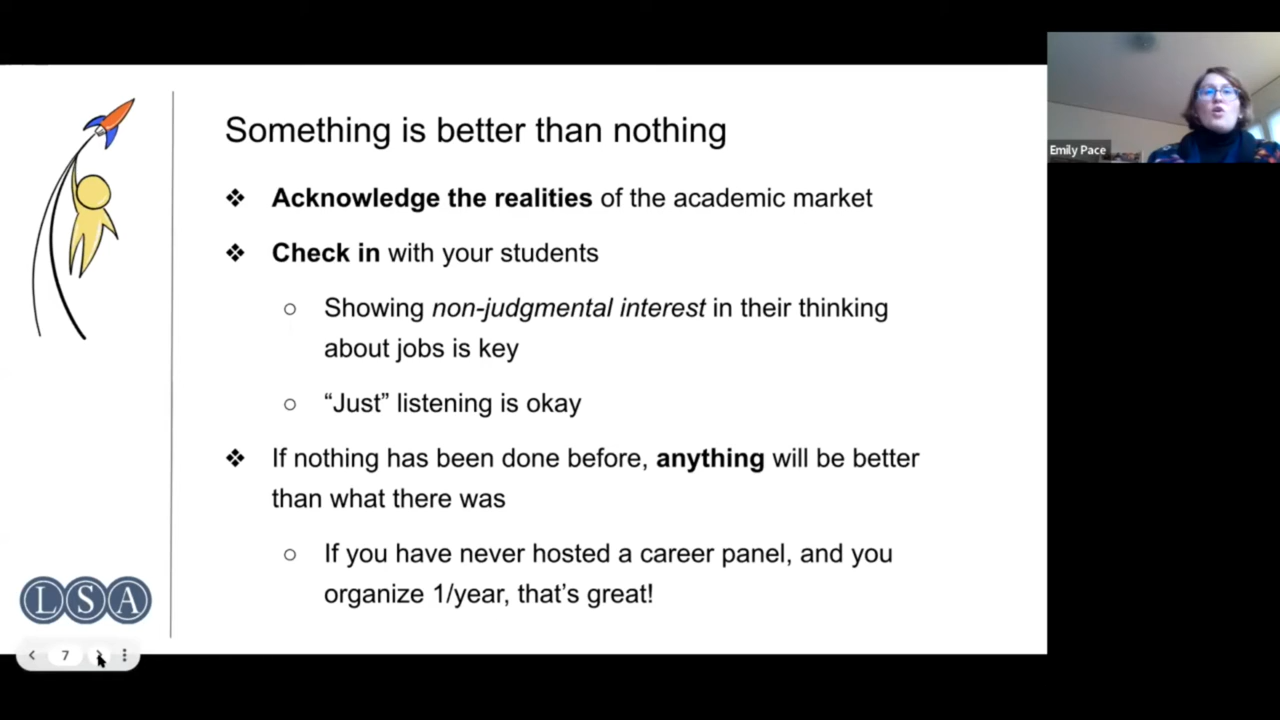 Something is better than nothing
❖ Acknowledge the realities of the academic market
❖ Check in with your students
○ Showing non-judgmental interest in their thinking
about jobs is key
○ “Just” listening is okay
❖ If nothing has been done before, anything will be better
than what there was
○ If you have never hosted a career panel, and you
organize 1/year, that’s great!
LSA
7
Emily Pace